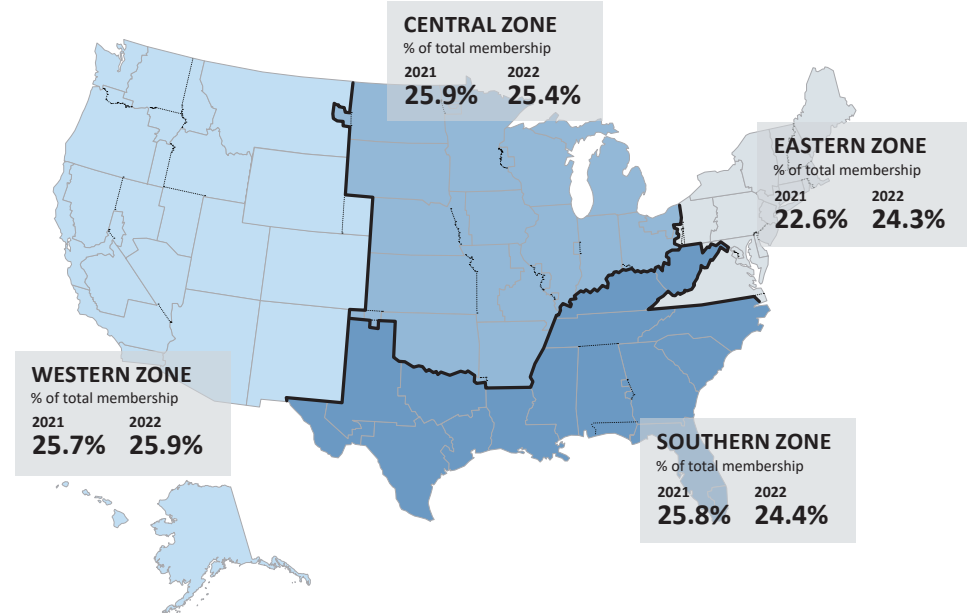 CENTRAL ZONE
% of total membership
2021 2022
25.9% 25.4%
EASTERN ZONE
% of total membership
2021 2022
22.6% 24.3%
WESTERN ZONE
% of total membership
2021 2022
25.7% 25.9%
SOUTHERN ZONE
% of total membership
2021 2022
25.8% 24.4%